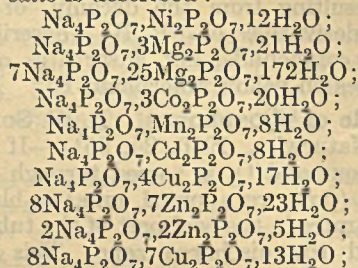 Na₄P₂O₇,Ni₂P₂O₇,12H₂O;
Na₄P₂O₇,3Mg₂P₂O₇,21H₂O;
7Na₄P₂O₇,25Mg₂P₂O₇,172H₂O;
Na₄P₂O₇,3Co₂P₂O₇,20H₂O;
Na₄P₂O₇,Mn₂P₂O₇,8H₂O;
Na₄P₂O₇,Cd₂P₂O₇,8H₂O;
Na₄P₂O₇,4Cu₂P₂O₇,17H₂O;
8Na₄P₂O₇,7Zn₂P₂O₇,23H₂O;
2Na₄P₂O₇,2Zn₂P₂O₇,5H₂O;
8Na₄P₂O₇,7Cu₂P₂O₇,13H₂O;